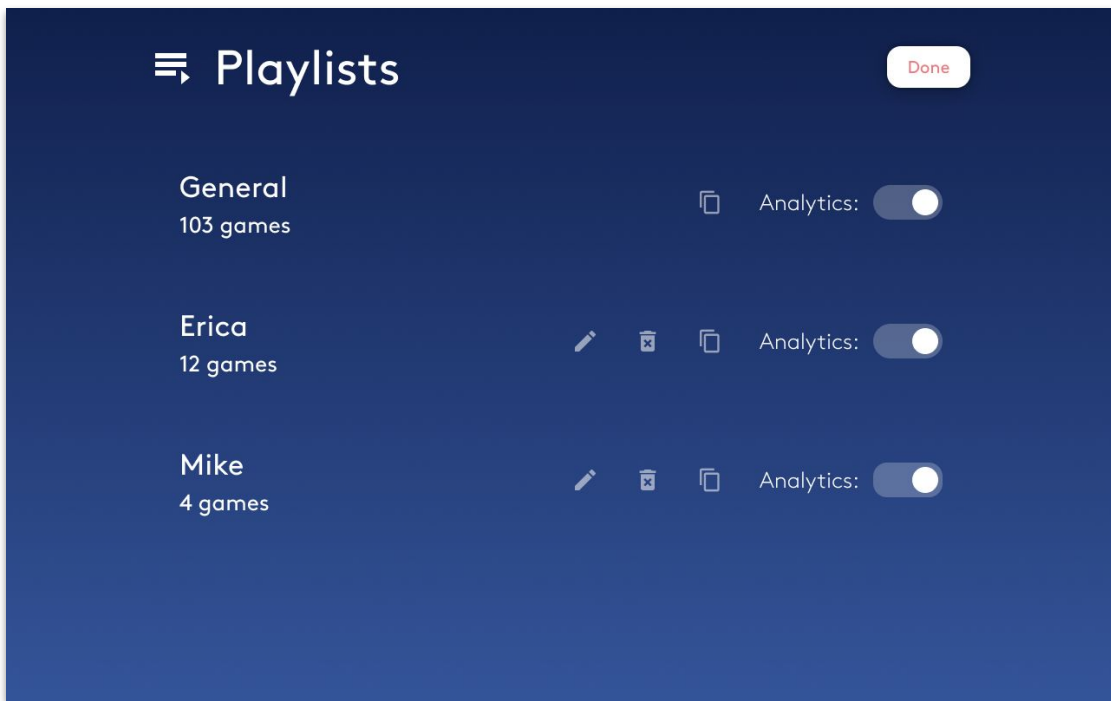 Playlists
Done
General
103 games
Analytics:
Erica
12 games
Analytics:
Mike
4 games
Analytics: